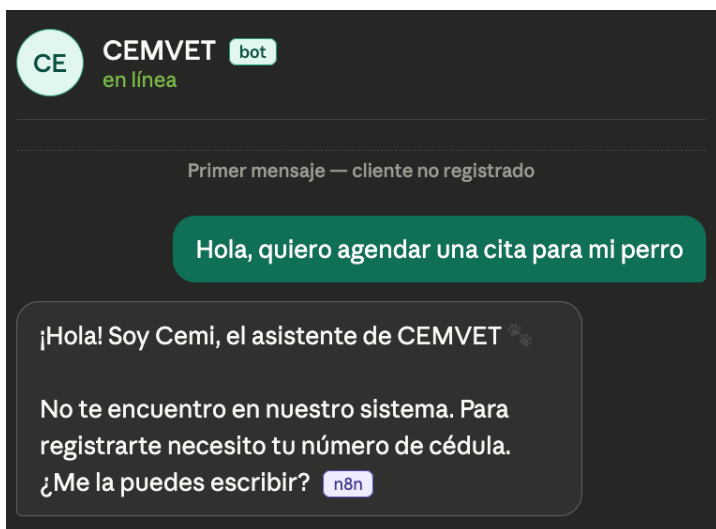 CE
CEMVET bot
en línea
Primer mensaje — cliente no registrado
Hola, quiero agendar una cita para mi perro
¡Hola! Soy Cemi, el asistente de CEMVET 🐾
No te encuentro en nuestro sistema. Para
registrarte necesito tu número de cédula.
¿Me la puedes escribir? n8n